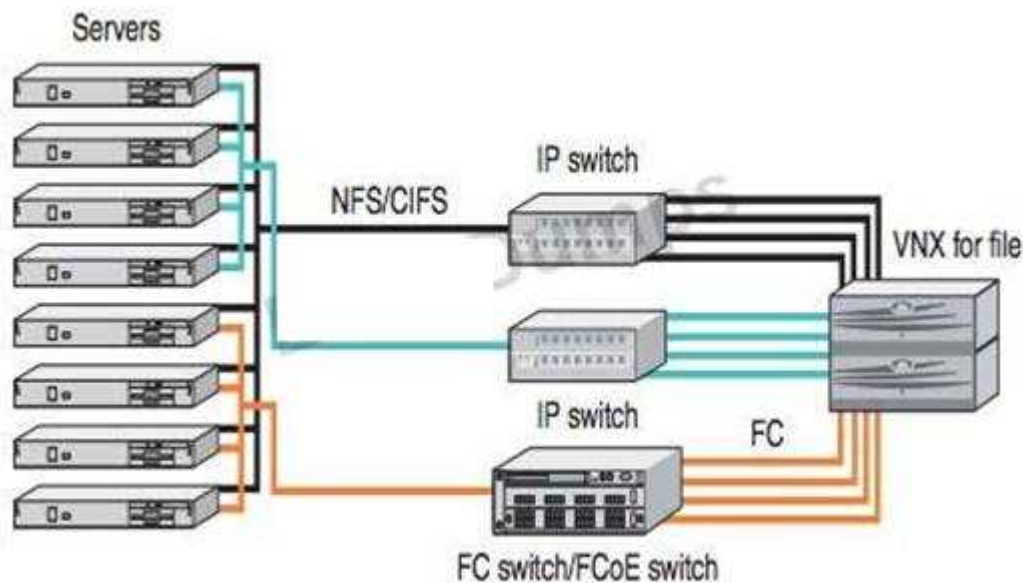 Servers
IP switch
NFS/CIFS
VNX for file
IP switch
FC
FC switch/FCoE switch